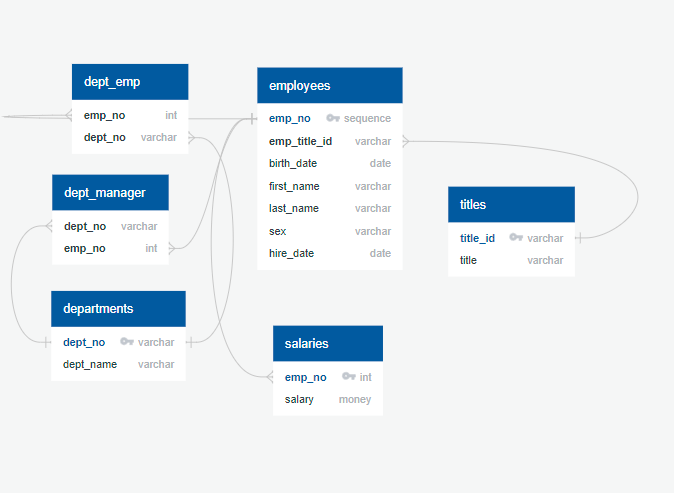 dept_emp
emp_no int
dept_no varchar
employees
emp_no sequence
emp_title_id varchar
birth_date date
first_name varchar
last_name varchar
sex varchar
hire_date date
dept_manager
dept_no varchar
emp_no int
titles
title_id varchar
title varchar
departments
dept_no varchar
dept_name varchar
salaries
emp_no int
salary money